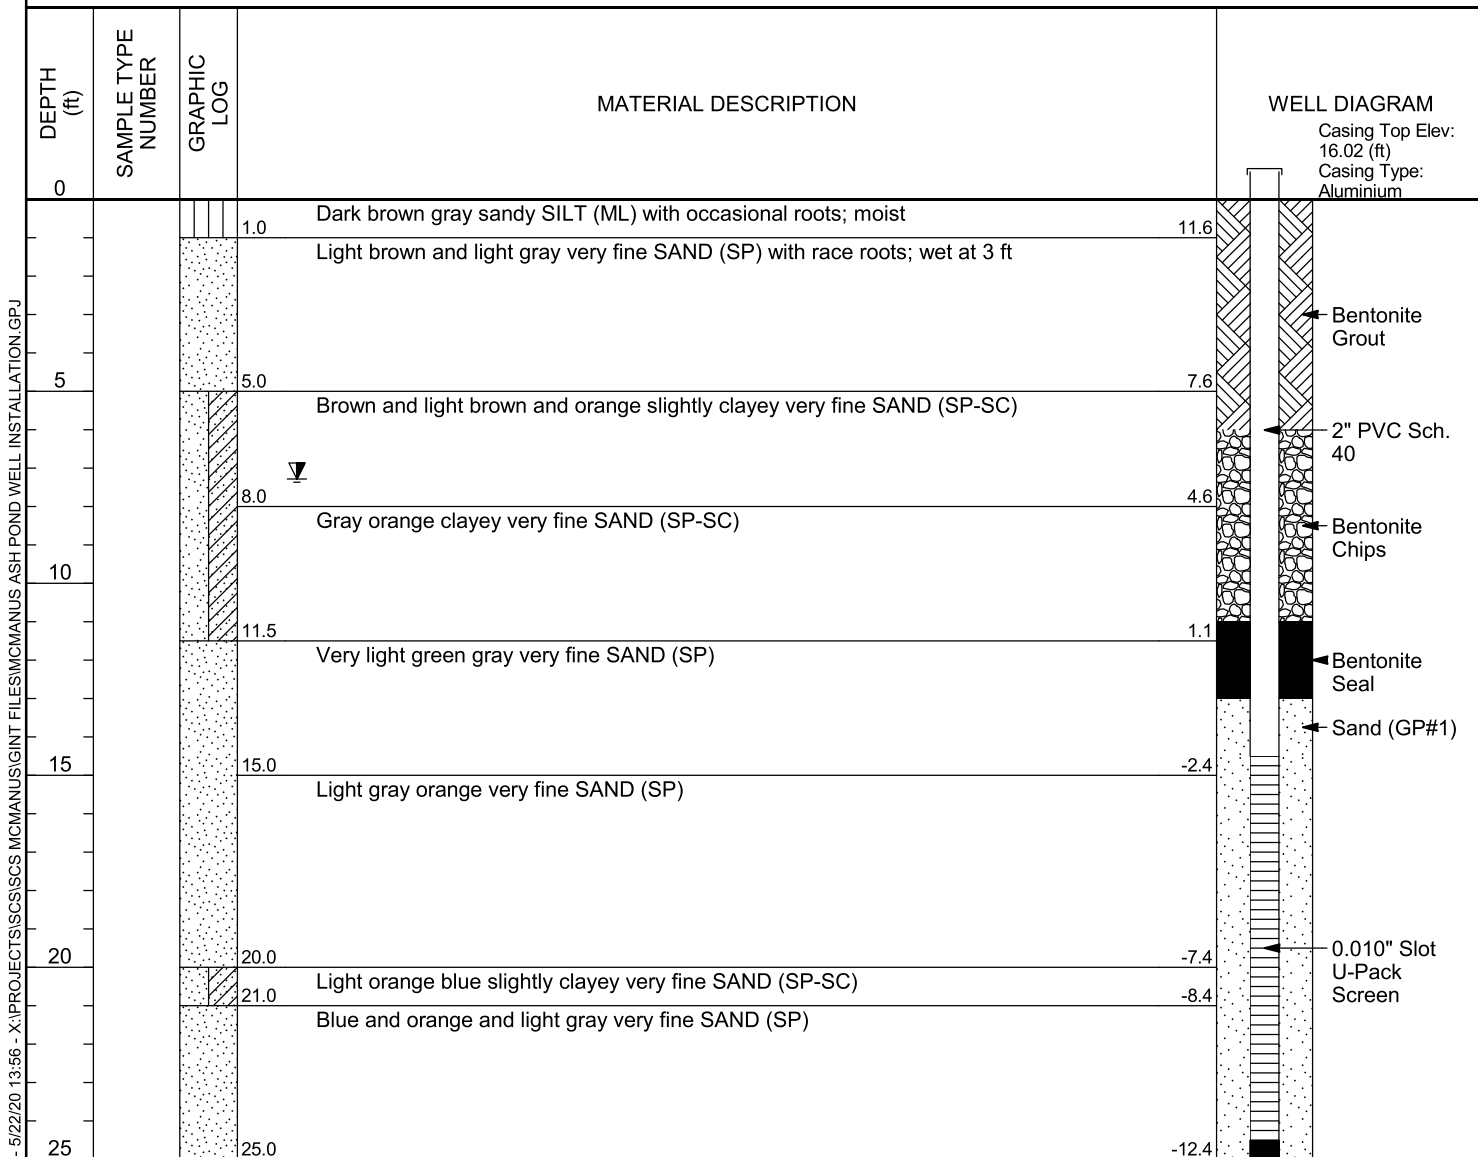 DEPTH
(ft)
SAMPLE TYPE
NUMBER
GRAPHIC
LOG
MATERIAL DESCRIPTION
WELL DIAGRAM
Casing Top Elev:
16.02 (ft)
Casing Type:
Aluminium
0
Dark brown gray sandy SILT (ML) with occasional roots; moist
1.0 11.6
Light brown and light gray very fine SAND (SP) with race roots; wet at 3 ft
Bentonite
Grout
5 5.0 7.6
Brown and light brown and orange slightly clayey very fine SAND (SP-SC)
2" PVC Sch.
40
8.0 4.6
Gray orange clayey very fine SAND (SP-SC)
Bentonite
Chips
10
11.5 1.1
Very light green gray very fine SAND (SP)
Bentonite
Seal
Sand (GP#1)
15 15.0 -2.4
Light gray orange very fine SAND (SP)
0.010" Slot
U-Pack
Screen
20 20.0 -7.4
Light orange blue slightly clayey very fine SAND (SP-SC)
21.0 -8.4
Blue and orange and light gray very fine SAND (SP)
25 25.0 -12.4
- 5/22/20 13:56 - X:\PROJECTS\SCS\SCS MCMANUS\GINT FILES\MCMANUS ASH POND WELL INSTALLATION.GPJ